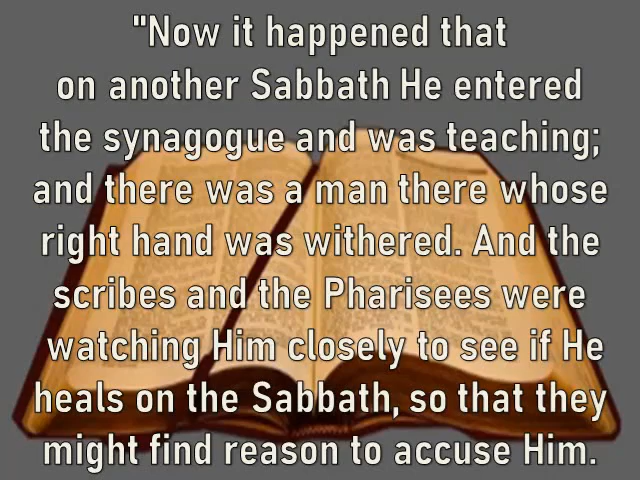 "Now it happened that
on another Sabbath He entered
the synagogue and was teaching;
and there was a man there whose
right hand was withered. And the
scribes and the Pharisees were
watching Him closely to see if He
heals on the Sabbath, so that they
might find reason to accuse Him.